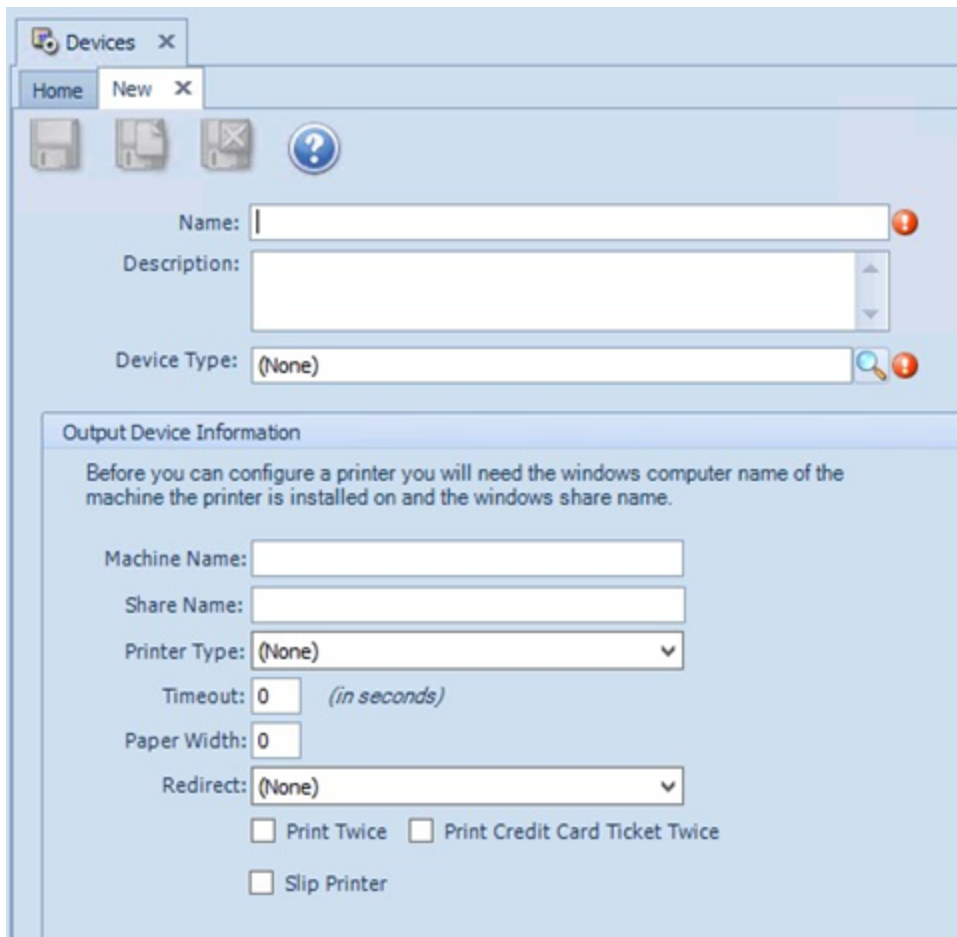 Devices
Home New
Name:
Description:
Device Type: (None)
Output Device Information
Before you can configure a printer you will need the windows computer name of the
machine the printer is installed on and the windows share name.
Machine Name:
Share Name:
Printer Type: (None)
Timeout: 0 (in seconds)
Paper Width: 0
Redirect: (None)
Print Twice Print Credit Card Ticket Twice
Slip Printer